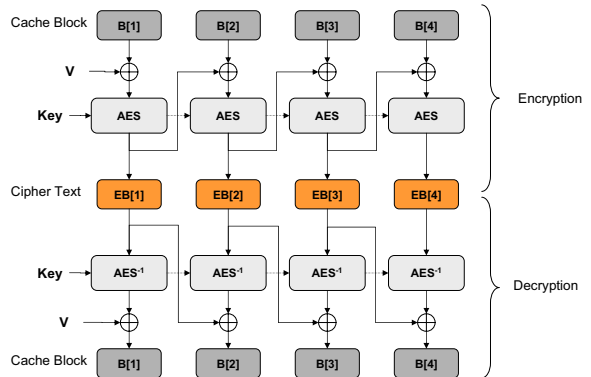 Cache Block B[1] B[2] B[3] B[4]
V
Key AES AES AES AES
Encryption
Cipher Text EB[1] EB[2] EB[3] EB[4]
Key AES-1 AES-1 AES-1 AES-1
Decryption
V
Cache Block B[1] B[2] B[3] B[4]